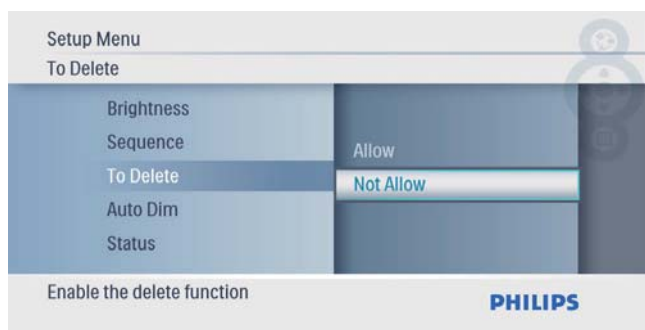 Setup Menu
To Delete
Brightness
Sequence
To Delete
Auto Dim
Status
Allow
Not Allow
Enable the delete function
PHILIPS